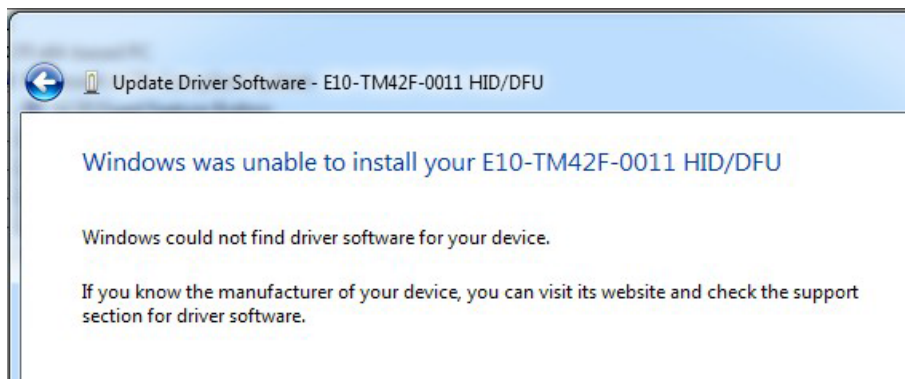 Update Driver Software - E10-TM42F-0011 HID/DFU
Windows was unable to install your E10-TM42F-0011 HID/DFU
Windows could not find driver software for your device.
If you know the manufacturer of your device, you can visit its website and check the support
section for driver software.